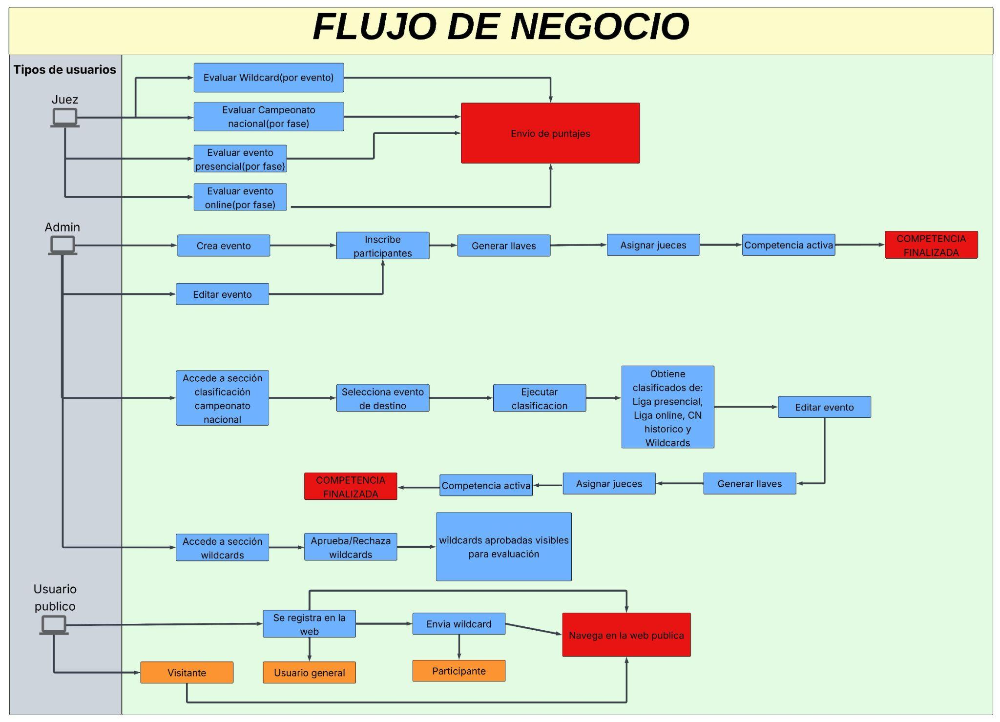 FLUJO DE NEGOCIO
Tipos de usuarios
Juez
Evaluar Wildcard(por evento)
Evaluar Campeonato
nacional(por fase)
Evaluar evento
presencial(por fase)
Evaluar evento
online(por fase)
Envio de puntajes
Admin
Crea evento
Inscribe
participantes
Generar llaves
Asignar jueces
Competencia activa
COMPETENCIA
FINALIZADA
Editar evento
Accede a sección
clasificación
campeonato
nacional
Selecciona evento
de destino
Ejecutar
clasificacion
Obtiene
clasificados de:
Liga presencial,
Liga online, CN
historico y
Wildcards
Editar evento
Generar llaves
Asignar jueces
Competencia activa
COMPETENCIA
FINALIZADA
Accede a sección
wildcards
Aprueba/Rechaza
wildcards
wildcards aprobadas visibles
para evaluación
Usuario
publico
Se registra en la
web
Envia wildcard
Navega en la web publica
Visitante
Usuario general
Participante